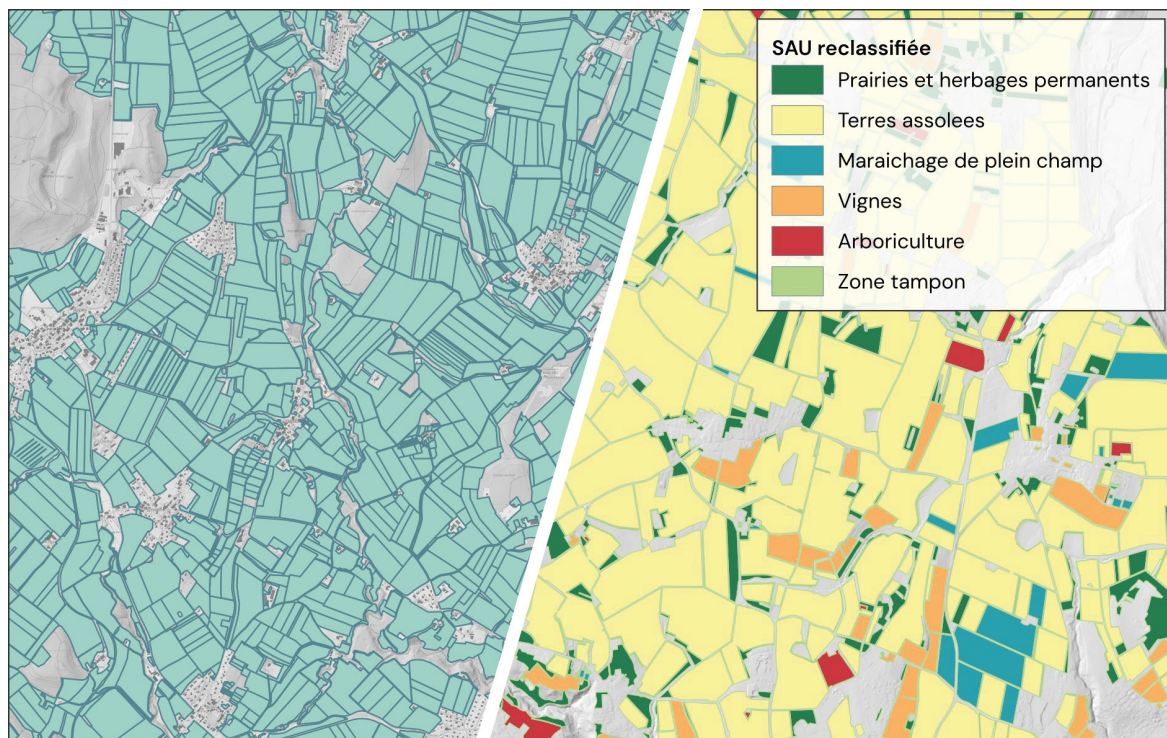 SAU reclassifiée
Prairies et herbages permanents
Terres assolees
Maraichage de plein champ
Vignes
Arboriculture
Zone tampon